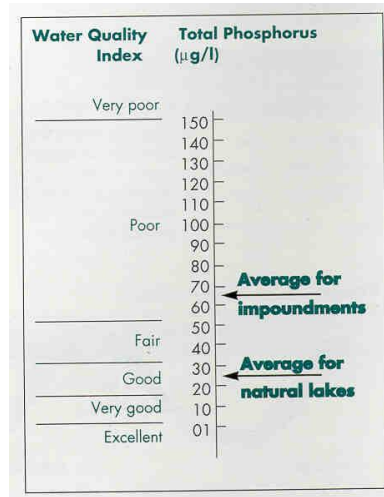 Water Quality Index
Total Phosphorus (µg/l)
Very poor
150
140
130
120
110
Poor
100
90
80
70
Average for impoundments
60
50
Fair
40
30
Average for natural lakes
Good
20
Very good
10
Excellent
01